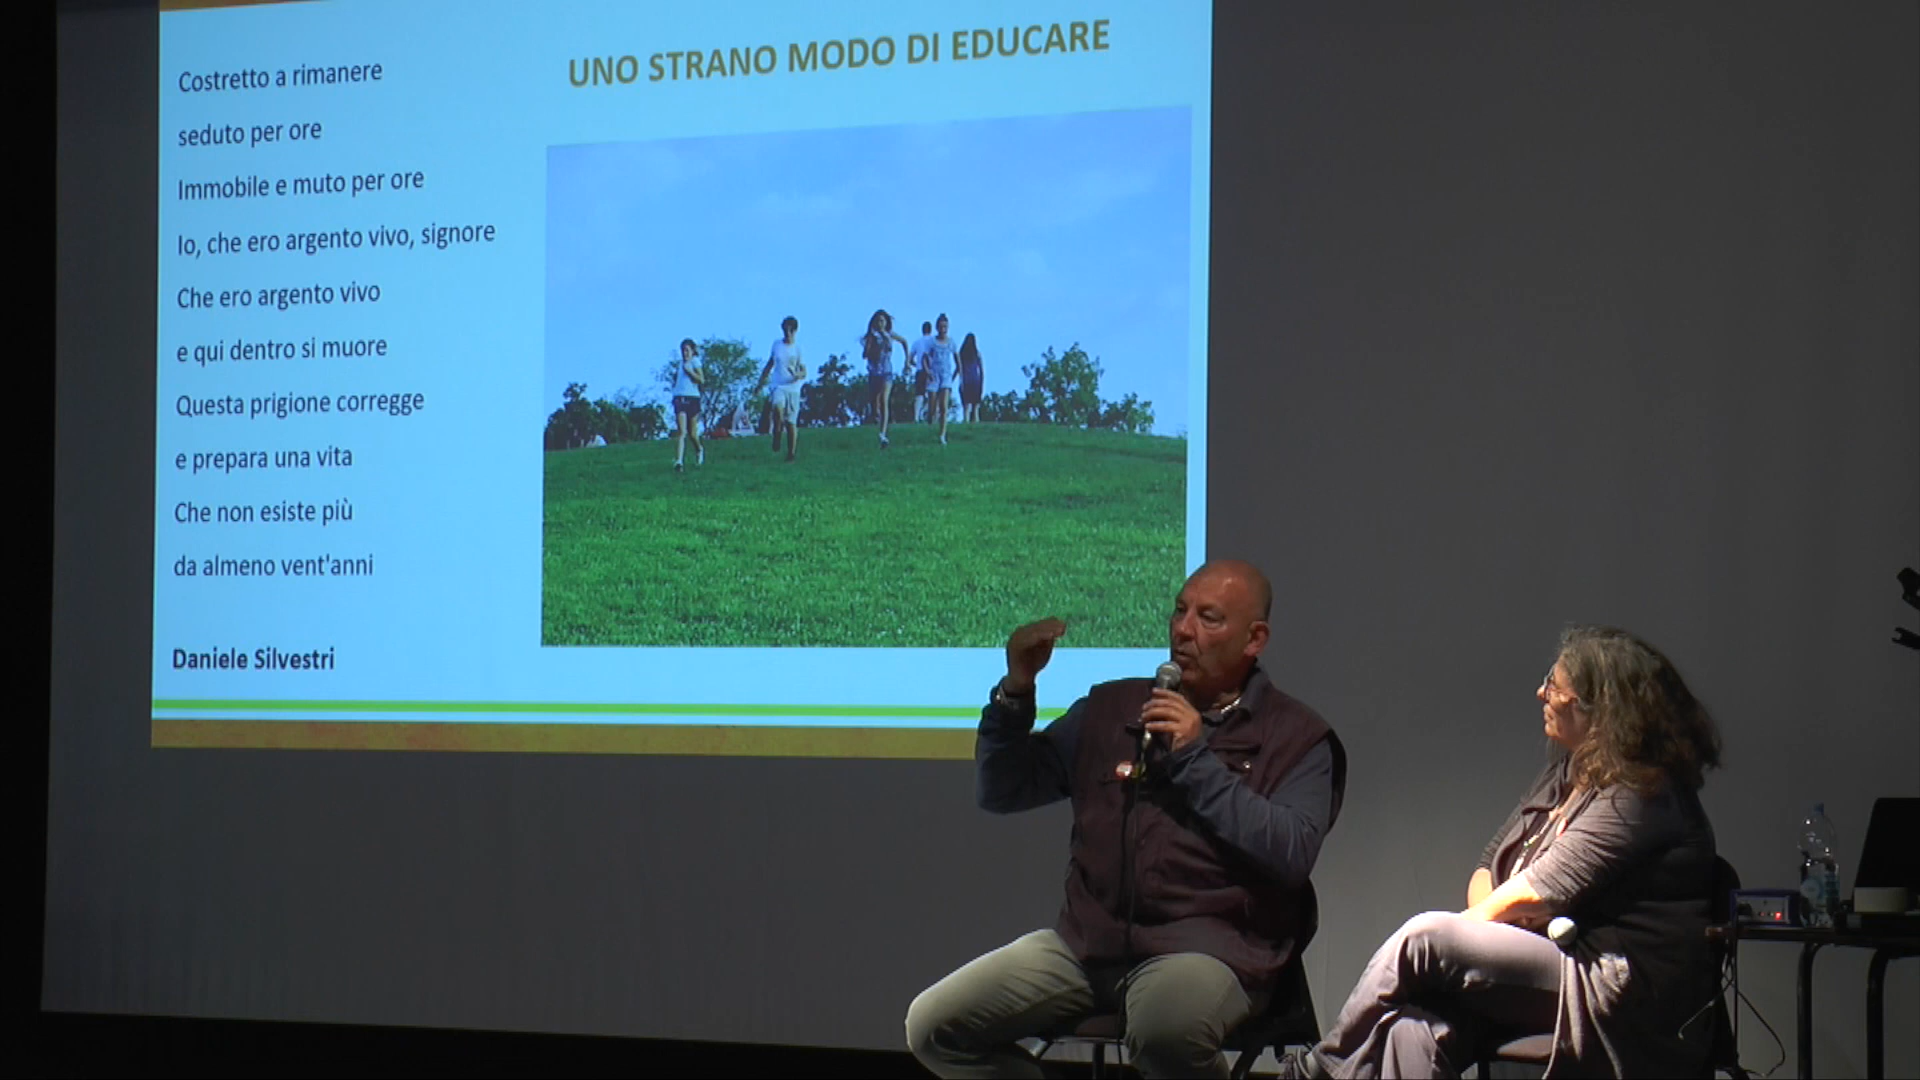 UNO STRANO MODO DI EDUCARE
Costretto a rimanere
seduto per ore
Immobile e muto per ore
Io, che ero argento vivo, signore
Che ero argento vivo
e qui dentro si muore
Questa prigione corregge
e prepara una vita
Che non esiste più
da almeno vent'anni
Daniele Silvestri